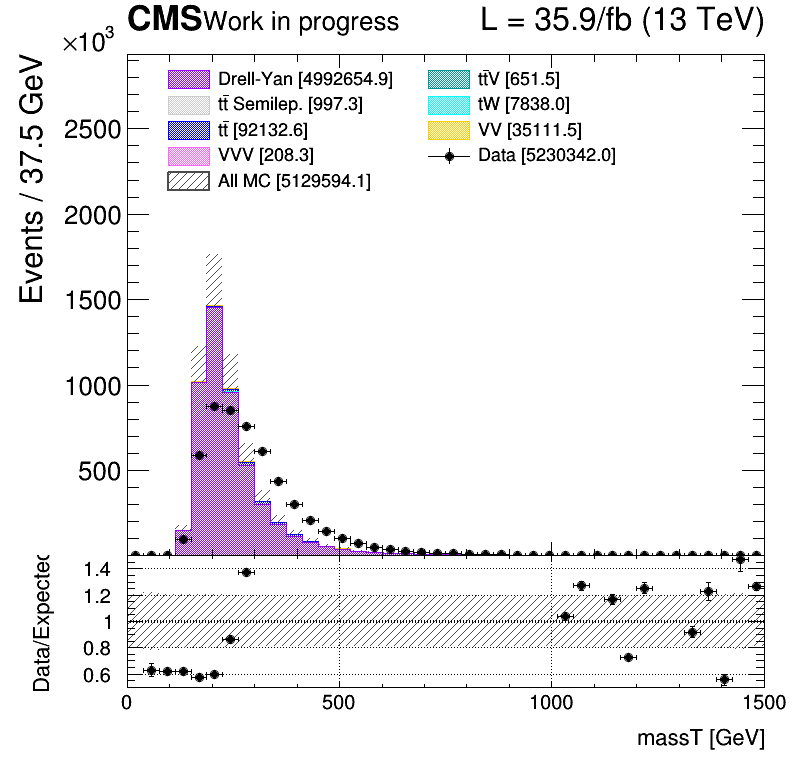 CMS Work in progress L = 35.9/fb (13 TeV)
×10³
Events / 37.5 GeV
Drell-Yan [4992654.9]
tt̄ Semilep. [997.3]
tt̄ [92132.6]
VVV [208.3]
All MC [5129594.1]
tt̄V [651.5]
tW [7838.0]
VV [35111.5]
Data [5230342.0]
2500
2000
1500
1000
500
Data/Expected
1.4
1.2
1
0.8
0.6
0 500 1000 1500
massT [GeV]